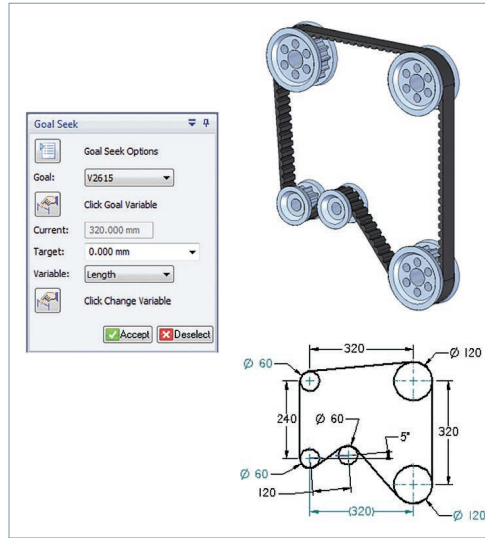 Goal Seek
Goal Seek Options
Goal: V2615
Click Goal Variable
Current: 320.000 mm
Target: 0.000 mm
Variable: Length
Click Change Variable
Accept Deselect
320
Ø 60
Ø 120
240
Ø 60
320
5°
Ø 60
120
(320)
Ø 120